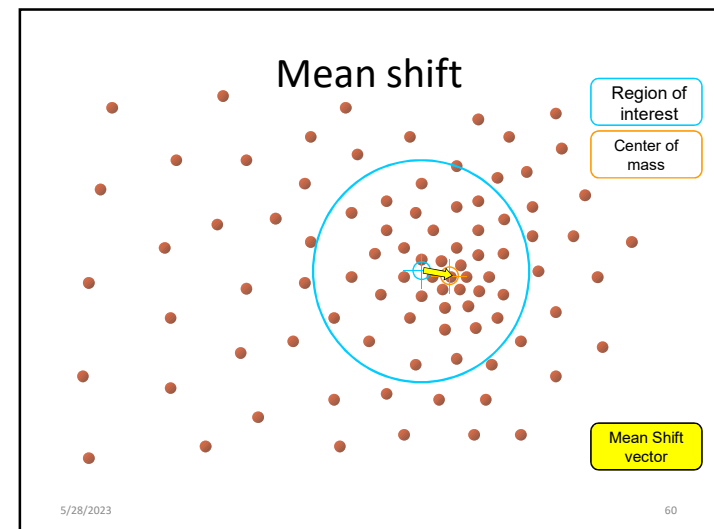 Mean shift
Region of
interest
Center of
mass
Mean Shift
vector
5/28/2023
60